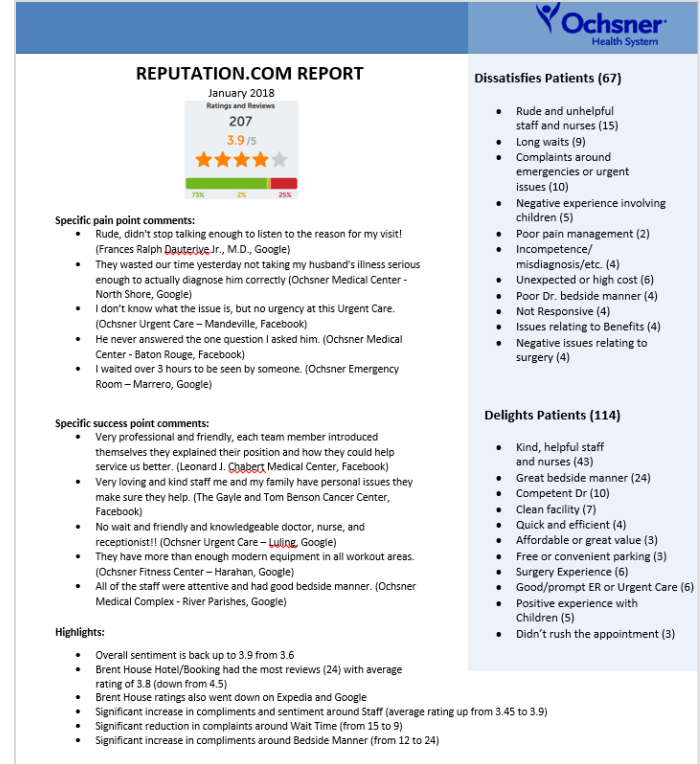 Ochsner
Health System
REPUTATION.COM REPORT
January 2018
Ratings and Reviews
207
3.9 /5
73%
2%
25%
Specific pain point comments:
• Rude, didn't stop talking enough to listen to the reason for my visit!
(Frances Ralph Dauterive Jr., M.D., Google)
• They wasted our time yesterday not taking my husband's illness serious
enough to actually diagnose him correctly (Ochsner Medical Center -
North Shore, Google)
• I don't know what the issue is, but no urgency at this Urgent Care.
(Ochsner Urgent Care – Mandeville, Facebook)
• He never answered the one question I asked him. (Ochsner Medical
Center - Baton Rouge, Facebook)
• I waited over 3 hours to be seen by someone. (Ochsner Emergency
Room – Marrero, Google)
Specific success point comments:
• Very professional and friendly, each team member introduced
themselves they explained their position and how they could help
service us better. (Leonard J. Chabert Medical Center, Facebook)
• Very loving and kind staff me and my family have personal issues they
make sure they help. (The Gayle and Tom Benson Cancer Center,
Facebook)
• No wait and friendly and knowledgeable doctor, nurse, and
receptionist!! (Ochsner Urgent Care – Luling, Google)
• They have more than enough modern equipment in all workout areas.
(Ochsner Fitness Center – Harahan, Google)
• All of the staff were attentive and had good bedside manner. (Ochsner
Medical Complex - River Parishes, Google)
Highlights:
• Overall sentiment is back up to 3.9 from 3.6
• Brent House Hotel/Booking had the most reviews (24) with average
rating of 3.8 (down from 4.5)
• Brent House ratings also went down on Expedia and Google
• Significant increase in compliments and sentiment around Staff (average rating up from 3.45 to 3.9)
• Significant reduction in complaints around Wait Time (from 15 to 9)
• Significant increase in compliments around Bedside Manner (from 12 to 24)
Dissatisfies Patients (67)
• Rude and unhelpful
staff and nurses (15)
• Long waits (9)
• Complaints around
emergencies or urgent
issues (10)
• Negative experience involving
children (5)
• Poor pain management (2)
• Incompetence/
misdiagnosis/etc. (4)
• Unexpected or high cost (6)
• Poor Dr. bedside manner (4)
• Not Responsive (4)
• Issues relating to Benefits (4)
• Negative issues relating to
surgery (4)
Delights Patients (114)
• Kind, helpful staff
and nurses (43)
• Great bedside manner (24)
• Competent Dr (10)
• Clean facility (7)
• Quick and efficient (4)
• Affordable or great value (3)
• Free or convenient parking (3)
• Surgery Experience (6)
• Good/prompt ER or Urgent Care (6)
• Positive experience with
Children (5)
• Didn't rush the appointment (3)